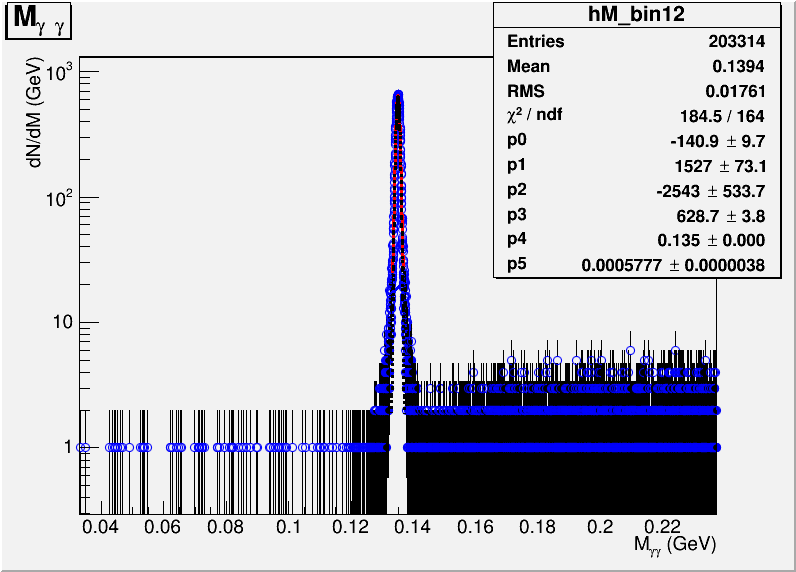 M γ γ
hM_bin12
Entries 203314
Mean 0.1394
RMS 0.01761
χ² / ndf 184.5 / 164
p0 -140.9 ± 9.7
p1 1527 ± 73.1
p2 -2543 ± 533.7
p3 628.7 ± 3.8
p4 0.135 ± 0.000
p5 0.0005777 ± 0.0000038
dN/dM (GeV)
10³
10²
10
1
0.04 0.06 0.08 0.1 0.12 0.14 0.16 0.18 0.2 0.22
Mγγ (GeV)